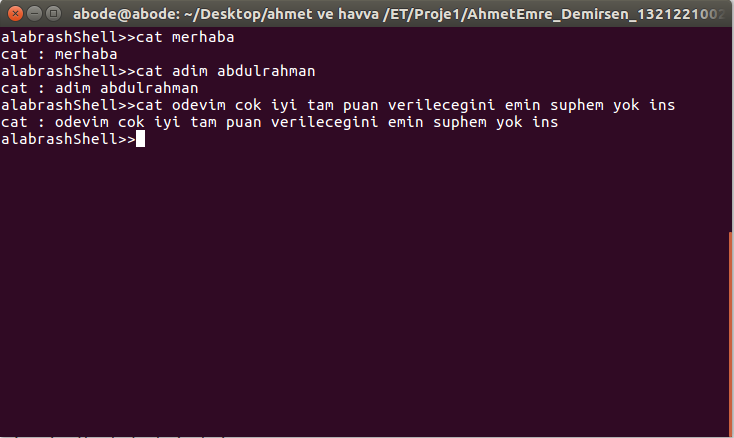 abode@abode: ~/Desktop/ahmet ve havva /ET/Proje1/AhmetEmre_Demirsen_1321221002
alabrashShell>>cat merhaba
cat : merhaba
alabrashShell>>cat adim abdulrahman
cat : adim abdulrahman
alabrashShell>>cat odevim cok iyi tam puan verilecegini emin suphem yok ins
cat : odevim cok iyi tam puan verilecegini emin suphem yok ins
alabrashShell>>